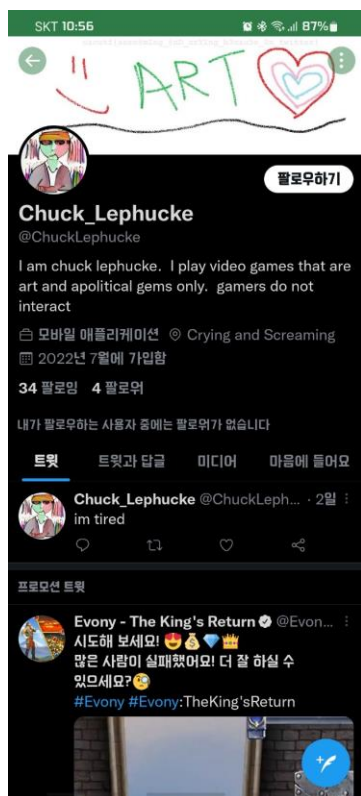 SKT 10:56
87%
ART
팔로우하기
Chuck_Lephucke
@ChuckLephucke
I am chuck lephucke. I play video games that are
art and apolitical gems only. gamers do not
interact
모바일 애플리케이션 Crying and Screaming
2022년 7월에 가입함
34 팔로잉 4 팔로워
내가 팔로우하는 사용자 중에는 팔로워가 없습니다
트윗 트윗과 답글 미디어 마음에 들어요
Chuck_Lephucke @ChuckLeph... · 2일
im tired
프로모션 트윗
Evony - The King's Return @Evon...
시도해 보세요! 😍💰💎👑
많은 사람이 실패했어요! 더 잘 하실 수
있으세요?🧐
#Evony #Evony:TheKing'sReturn